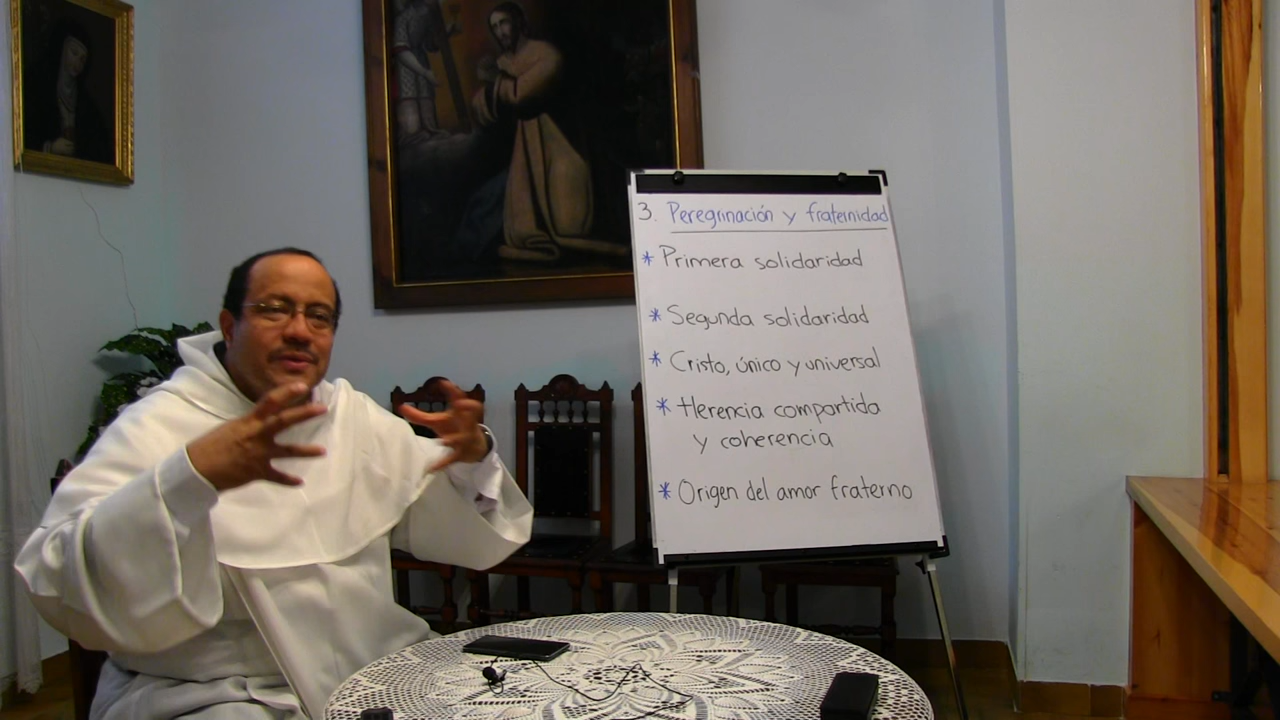 3. Peregrinación y fraternidad
* Primera solidaridad
* Segunda solidaridad
* Cristo, único y universal
* Herencia compartida
y coherencia
* Origen del amor fraterno